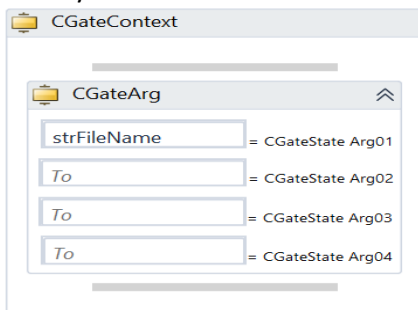 CGateContext
CGateArg
strFileName = CGateState Arg01
To = CGateState Arg02
To = CGateState Arg03
To = CGateState Arg04